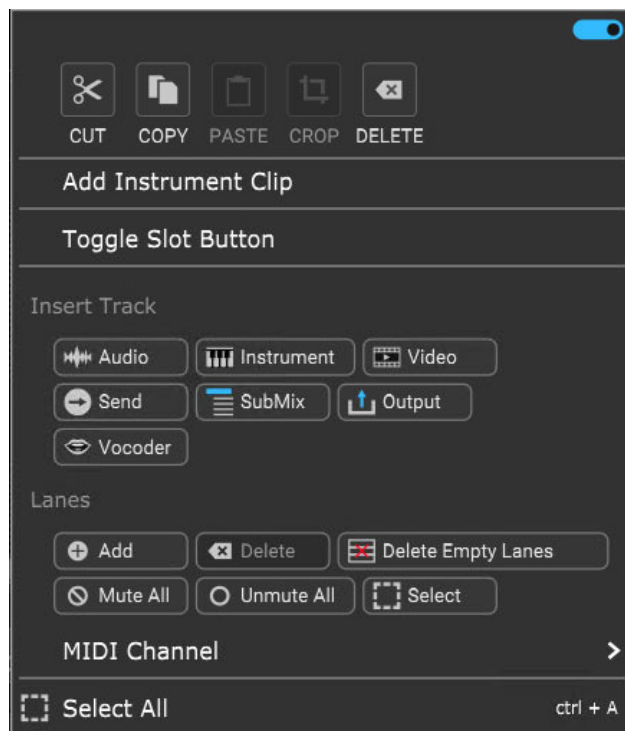 CUT COPY PASTE CROP DELETE
Add Instrument Clip
Toggle Slot Button
Insert Track
Audio Instrument Video
Send SubMix Output
Vocoder
Lanes
Add Delete Delete Empty Lanes
Mute All Unmute All Select
MIDI Channel
Select All ctrl + A